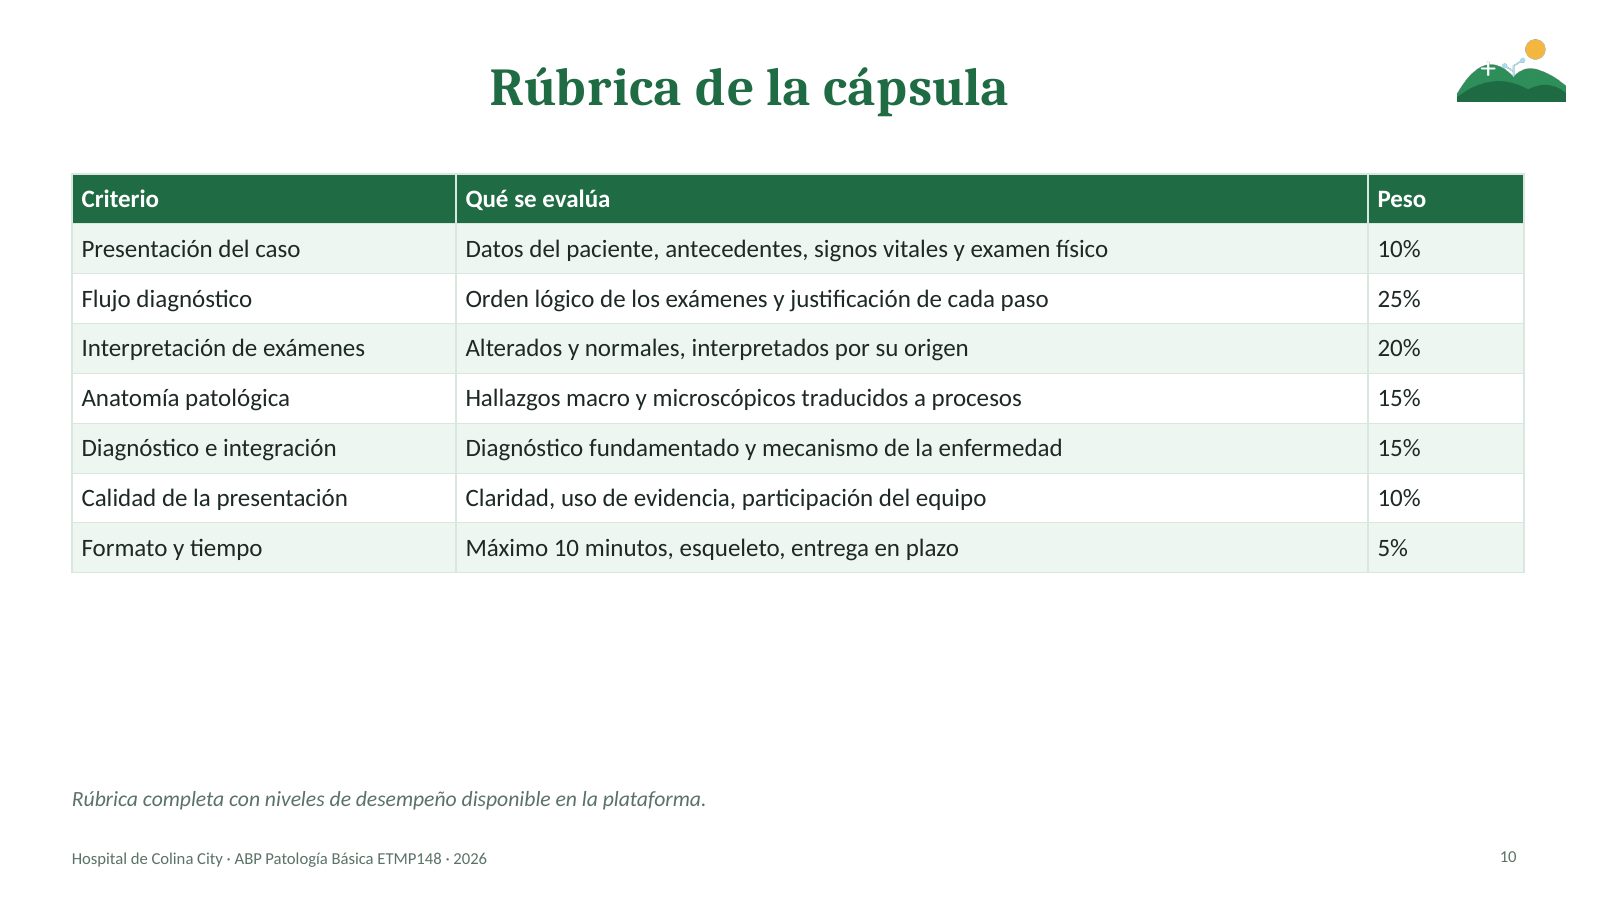 Rúbrica de la cápsula
Criterio Qué se evalúa Peso
Presentación del caso Datos del paciente, antecedentes, signos vitales y examen físico 10%
Flujo diagnóstico Orden lógico de los exámenes y justificación de cada paso 25%
Interpretación de exámenes Alterados y normales, interpretados por su origen 20%
Anatomía patológica Hallazgos macro y microscópicos traducidos a procesos 15%
Diagnóstico e integración Diagnóstico fundamentado y mecanismo de la enfermedad 15%
Calidad de la presentación Claridad, uso de evidencia, participación del equipo 10%
Formato y tiempo Máximo 10 minutos, esqueleto, entrega en plazo 5%
Rúbrica completa con niveles de desempeño disponible en la plataforma.
Hospital de Colina City · ABP Patología Básica ETMP148 · 2026 10